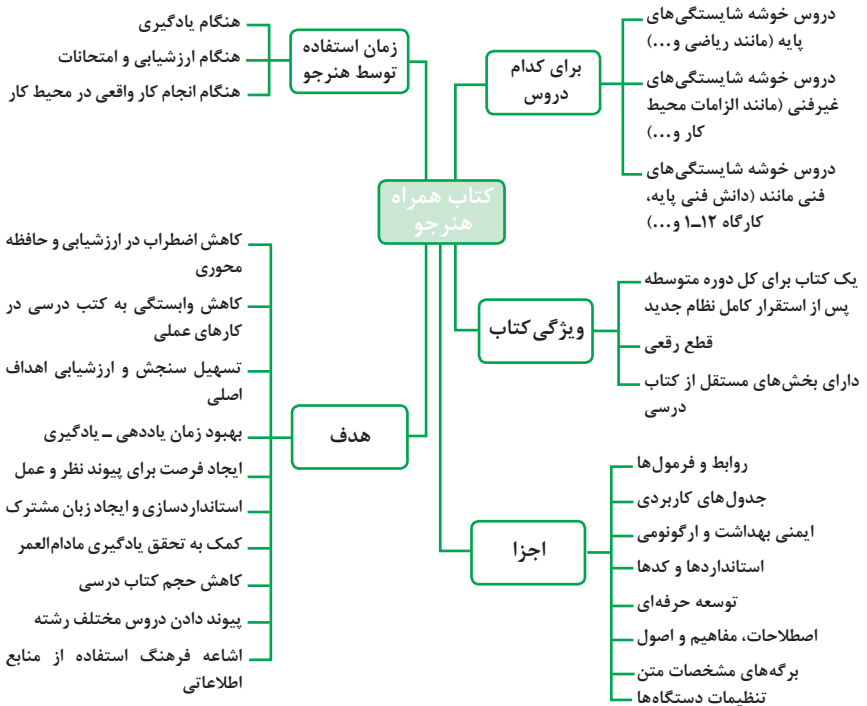 کتاب همراه
هنرجو
برای کدام
دروس
دروس خوشه شایستگی‌های
پایه (مانند ریاضی و...)
دروس خوشه شایستگی‌های
غیرفنی (مانند الزامات محیط
کار و...)
دروس خوشه شایستگی‌های
فنی مانند (دانش فنی پایه،
کارگاه ۱۲ــ۱ و...)
ویژگی کتاب
یک کتاب برای کل دوره متوسطه
پس از استقرار کامل نظام جدید
قطع رقعی
دارای بخش‌های مستقل از کتاب
درسی
اجزا
روابط و فرمول‌ها
جدول‌های کاربردی
ایمنی بهداشت و ارگونومی
استانداردها و کدها
توسعه حرفه‌ای
اصطلاحات، مفاهیم و اصول
برگه‌های مشخصات متن
تنظیمات دستگاه‌ها
زمان استفاده
توسط هنرجو
هنگام یادگیری
هنگام ارزشیابی و امتحانات
هنگام انجام کار واقعی در محیط کار
هدف
کاهش اضطراب در ارزشیابی و حافظه
محوری
کاهش وابستگی به کتب درسی در
کارهای عملی
تسهیل سنجش و ارزشیابی اهداف
اصلی
بهبود زمان یاددهی ــ یادگیری
ایجاد فرصت برای پیوند نظر و عمل
استانداردسازی و ایجاد زبان مشترک
کمک به تحقق یادگیری مادام‌العمر
کاهش حجم کتاب درسی
پیوند دادن دروس مختلف رشته
اشاعه فرهنگ استفاده از منابع
اطلاعاتی